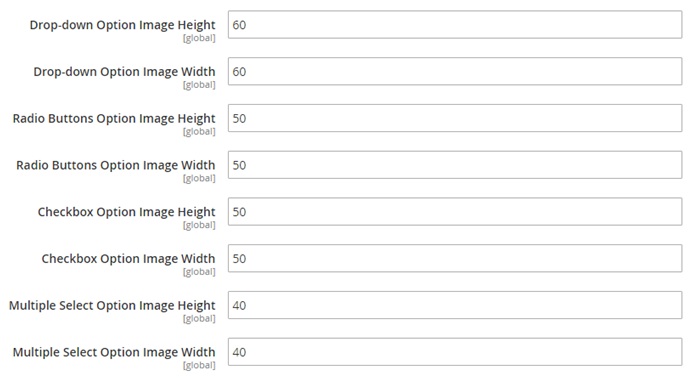 Drop-down Option Image Height 60
[global]
Drop-down Option Image Width 60
[global]
Radio Buttons Option Image Height 50
[global]
Radio Buttons Option Image Width 50
[global]
Checkbox Option Image Height 50
[global]
Checkbox Option Image Width 50
[global]
Multiple Select Option Image Height 40
[global]
Multiple Select Option Image Width 40
[global]